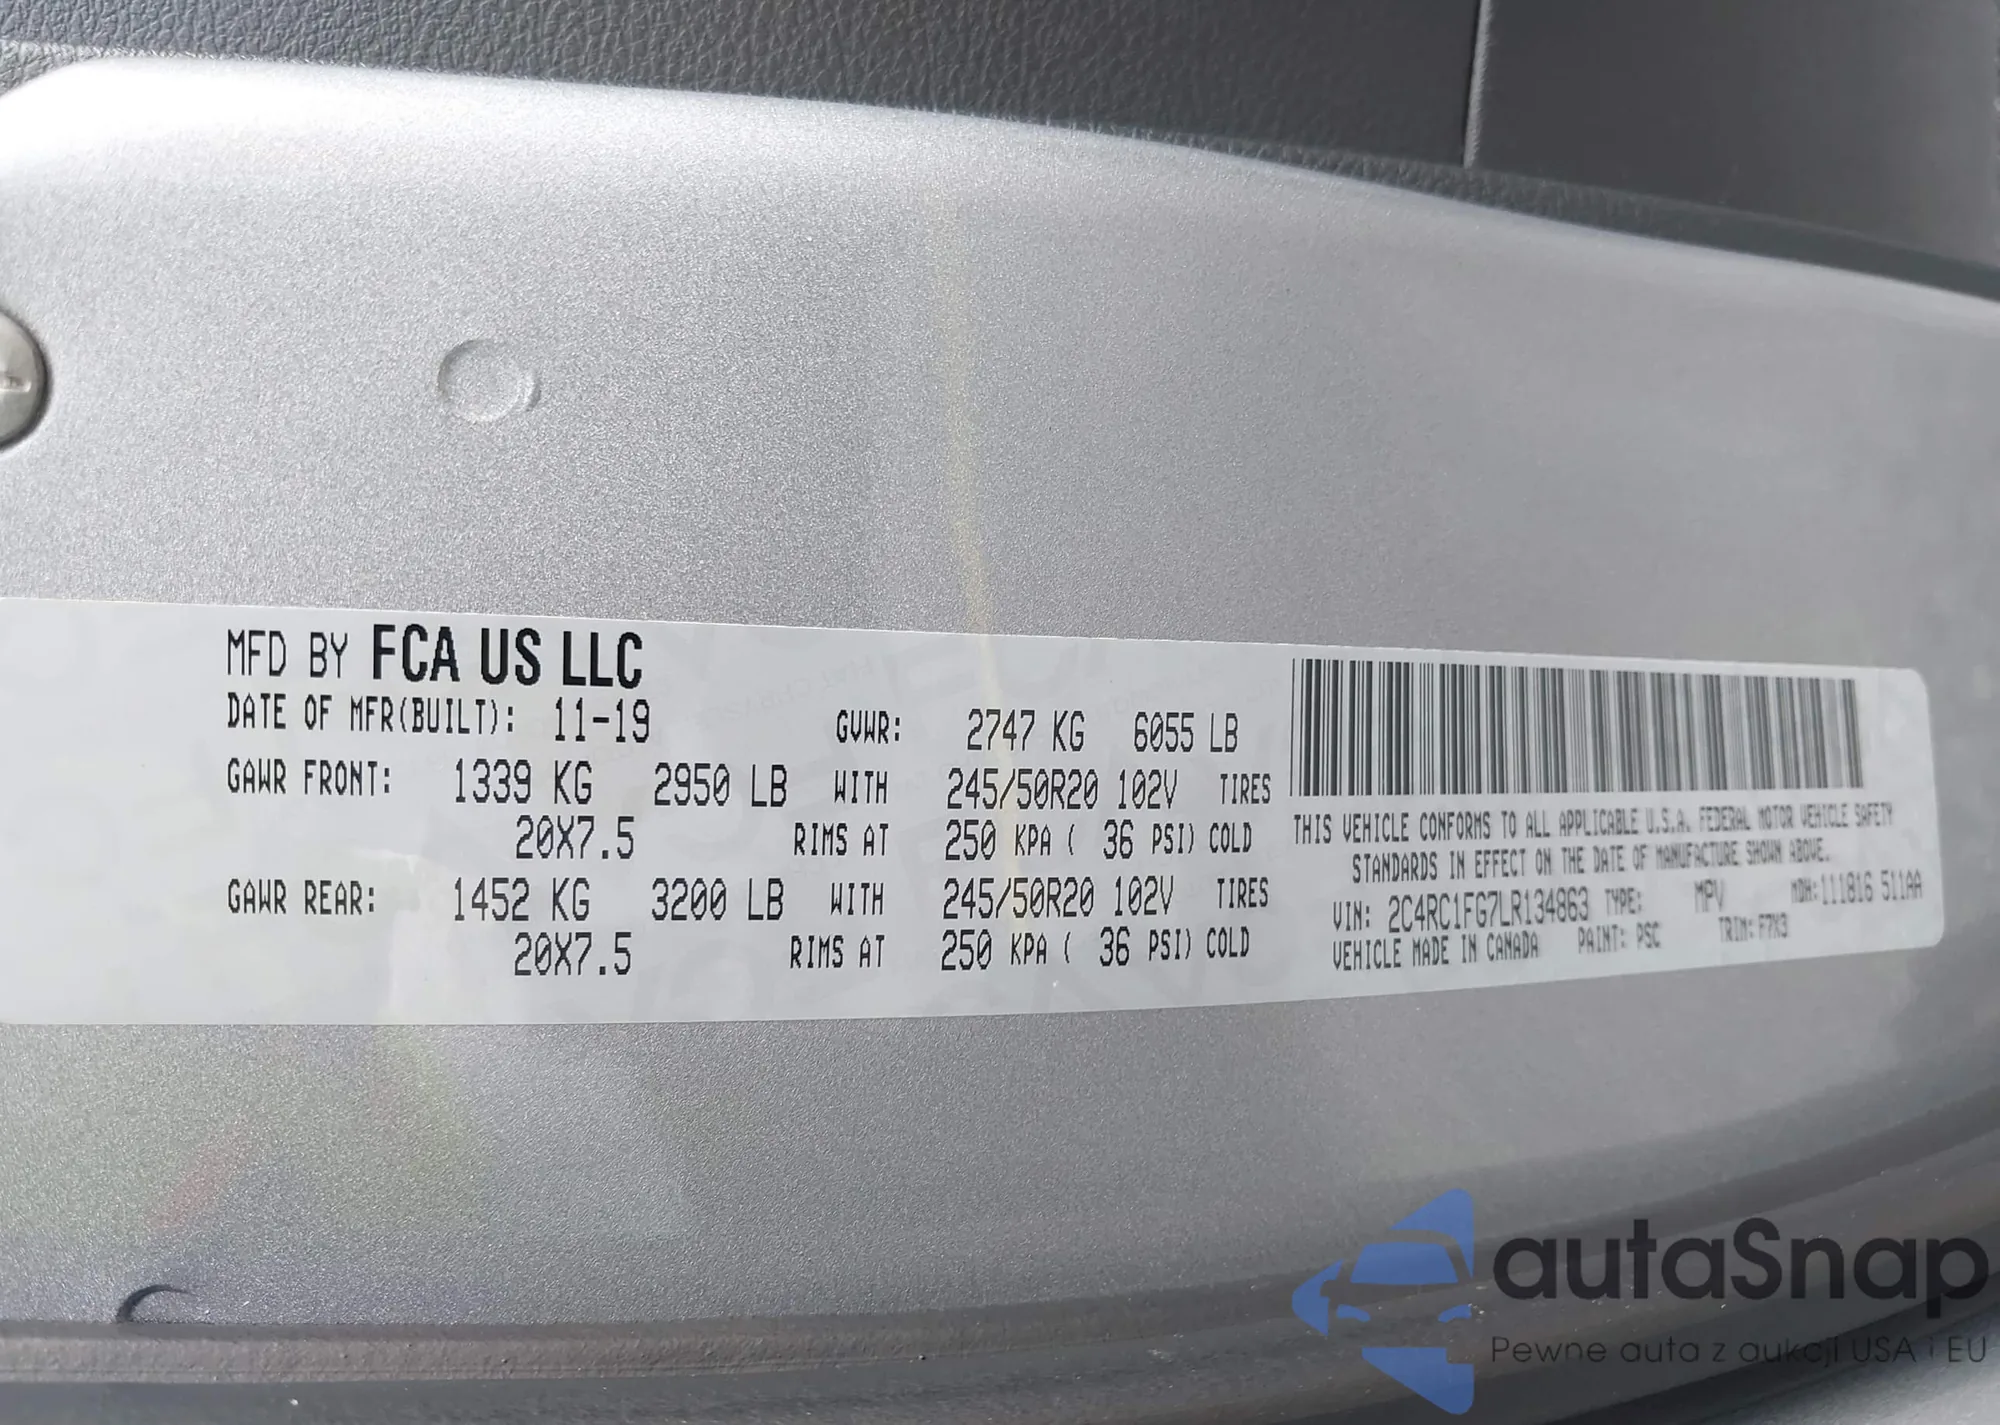 MFD BY FCA US LLC
DATE OF MFR(BUILT): 11-19 GVWR: 2747 KG 6055 LB
GAWR FRONT: 1339 KG 2950 LB WITH 245/50R20 102V TIRES
20X7.5 RIMS AT 250 KPA ( 36 PSI) COLD
GAWR REAR: 1452 KG 3200 LB WITH 245/50R20 102V TIRES
20X7.5 RIMS AT 250 KPA ( 36 PSI) COLD
THIS VEHICLE CONFORMS TO ALL APPLICABLE U.S.A. FEDERAL MOTOR VEHICLE SAFETY
STANDARDS IN EFFECT ON THE DATE OF MANUFACTURE SHOWN ABOVE.
VIN: 2C4RC1FG7LR134863 TYPE: MPV MDH:111816 511AA
VEHICLE MADE IN CANADA PAINT: PSC TRIM: F7X3
autaSnap
Pewne auta z aukcji USA i EU